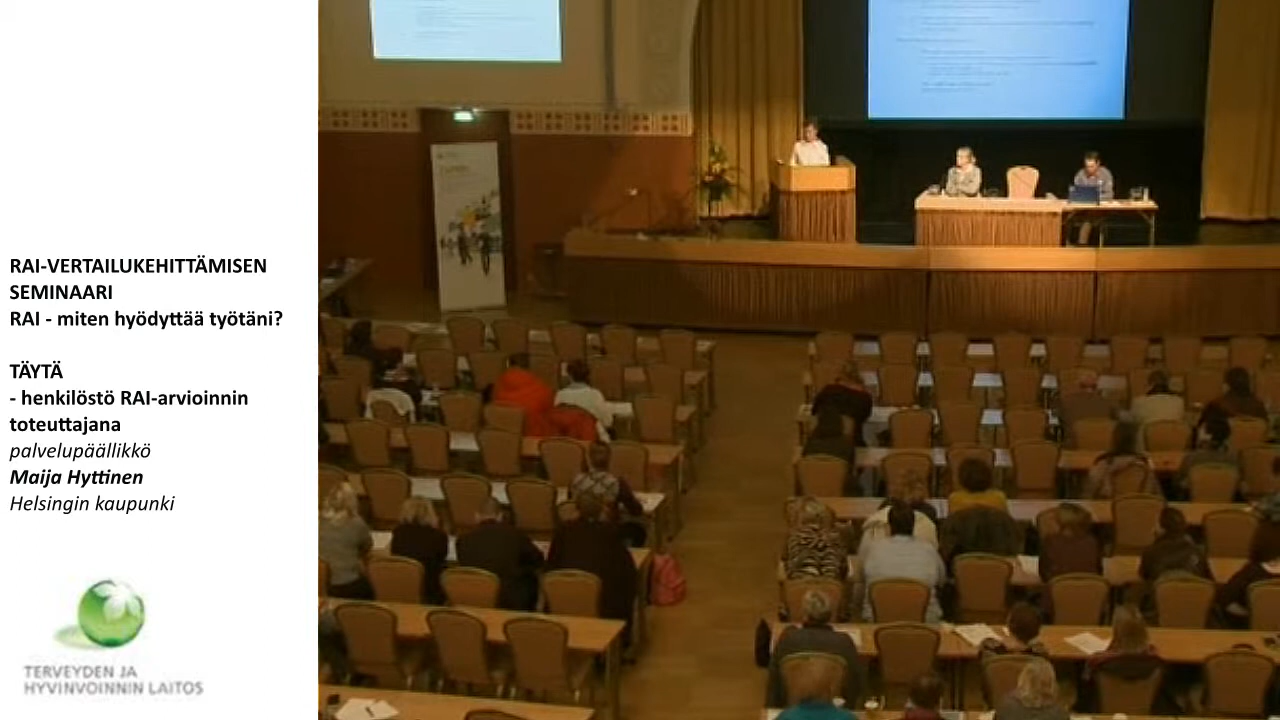 RAI-VERTAILUKEHITTÄMISEN
SEMINAARI
RAI - miten hyödyttää työtäni?
TÄYTÄ
- henkilöstö RAI-arvioinnin
toteuttajana
palvelupäällikkö
Maija Hyttinen
Helsingin kaupunki
TERVEYDEN JA
HYVINVOINNIN LAITOS